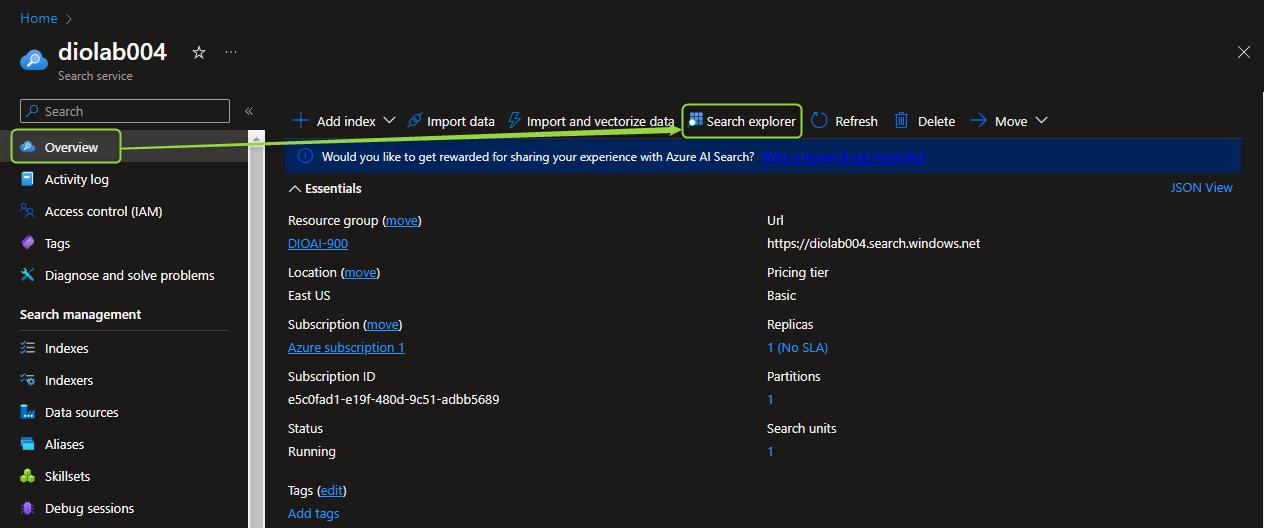 Home >
diolab004
Search service
Search
Overview
Activity log
Access control (IAM)
Tags
Diagnose and solve problems
Search management
Indexes
Indexers
Data sources
Aliases
Skillsets
Debug sessions
Add index
Import data
Import and vectorize data
Search explorer
Refresh
Delete
Move
Would you like to get rewarded for sharing your experience with Azure AI Search?
Essentials
JSON View
Resource group (move)
DIOAI-900
Location (move)
East US
Subscription (move)
Azure subscription 1
Subscription ID
e5c0fad1-e19f-480d-9c51-adbb5689
Status
Running
Tags (edit)
Add tags
Url
https://diolab004.search.windows.net
Pricing tier
Basic
Replicas
1 (No SLA)
Partitions
1
Search units
1